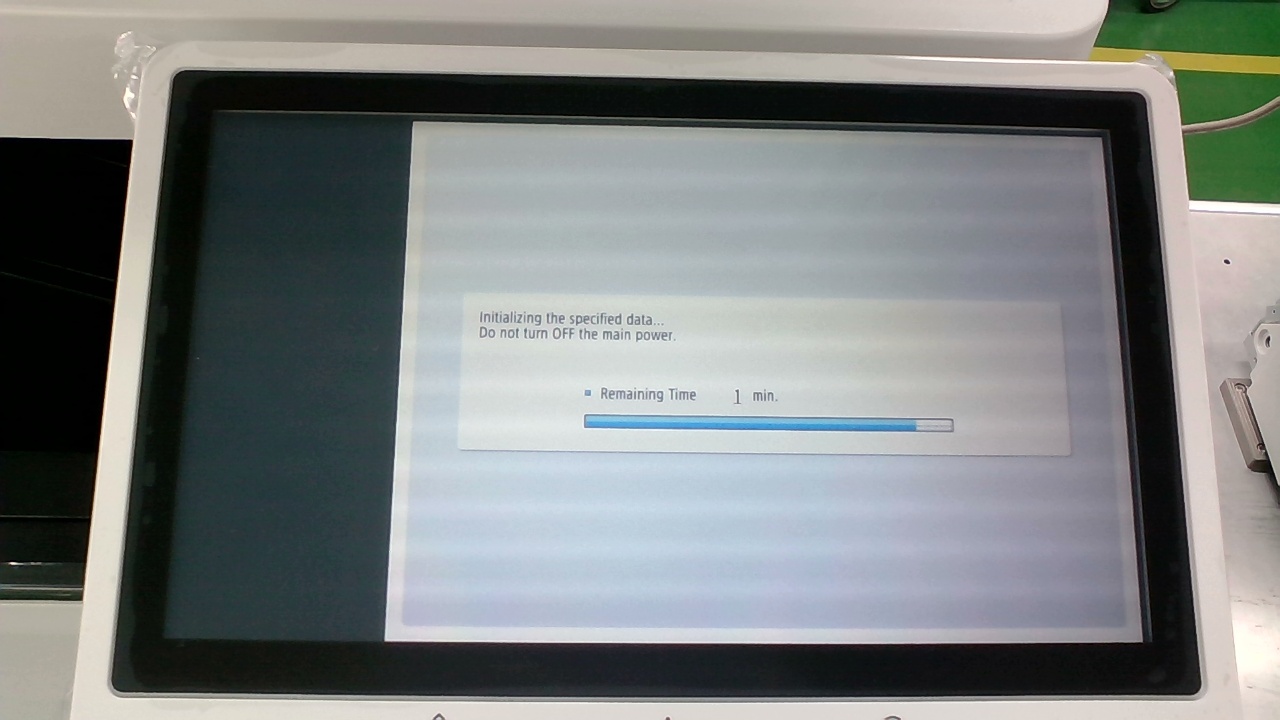 Initializing the specified data...
Do not turn OFF the main power.
Remaining Time 1 min.